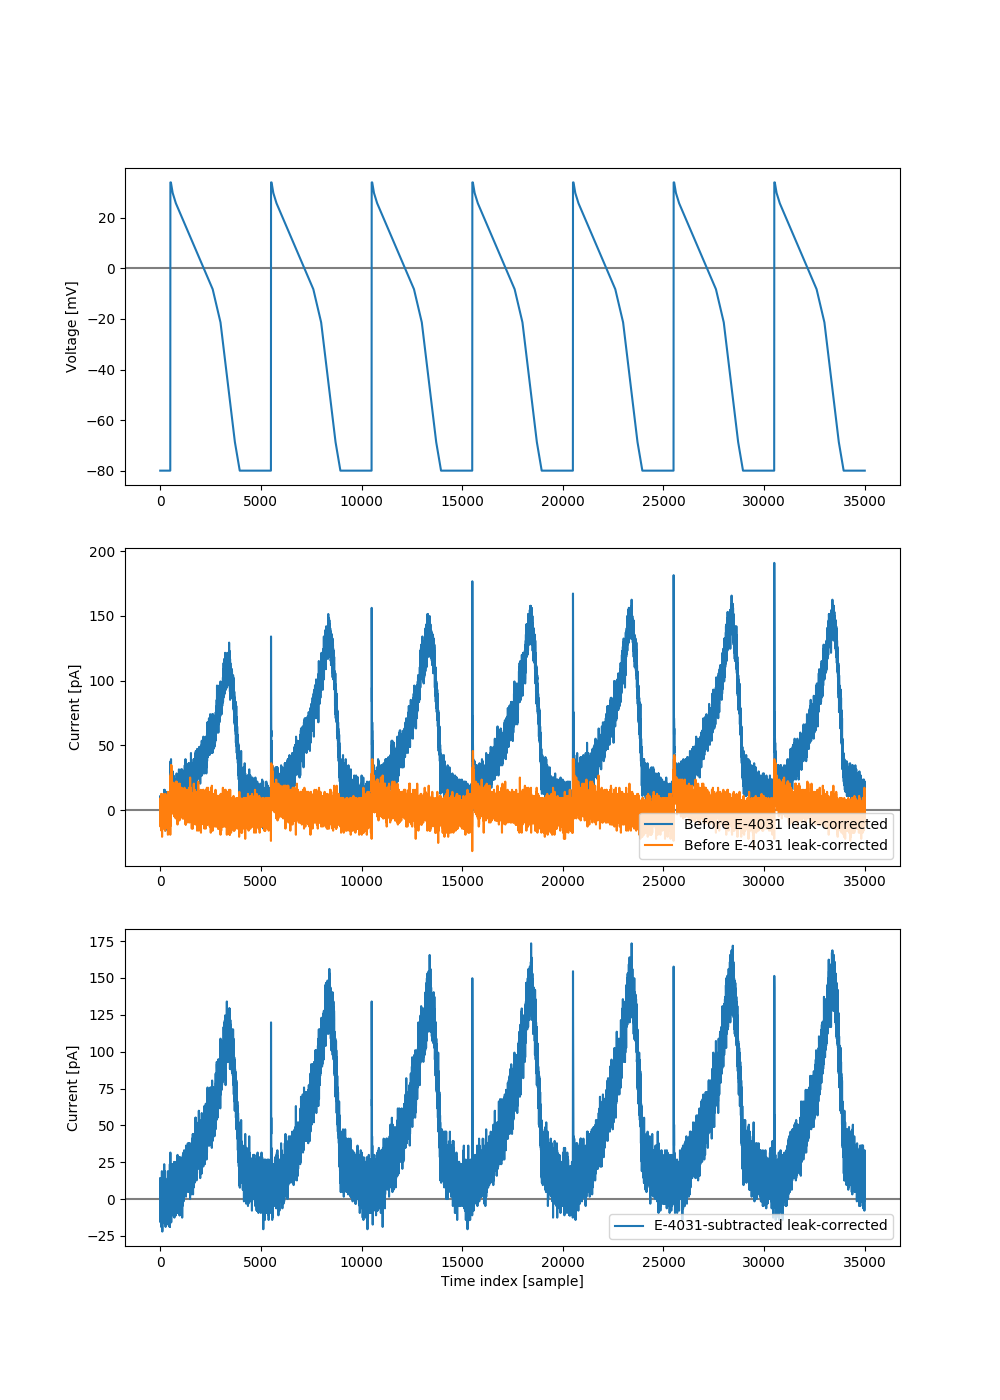 Voltage [mV]
20
0
−20
−40
−60
−80
0 5000 10000 15000 20000 25000 30000 35000
Current [pA]
200
150
100
50
0
Before E-4031 leak-corrected
Before E-4031 leak-corrected
0 5000 10000 15000 20000 25000 30000 35000
Current [pA]
175
150
125
100
75
50
25
0
−25
E-4031-subtracted leak-corrected
0 5000 10000 15000 20000 25000 30000 35000
Time index [sample]